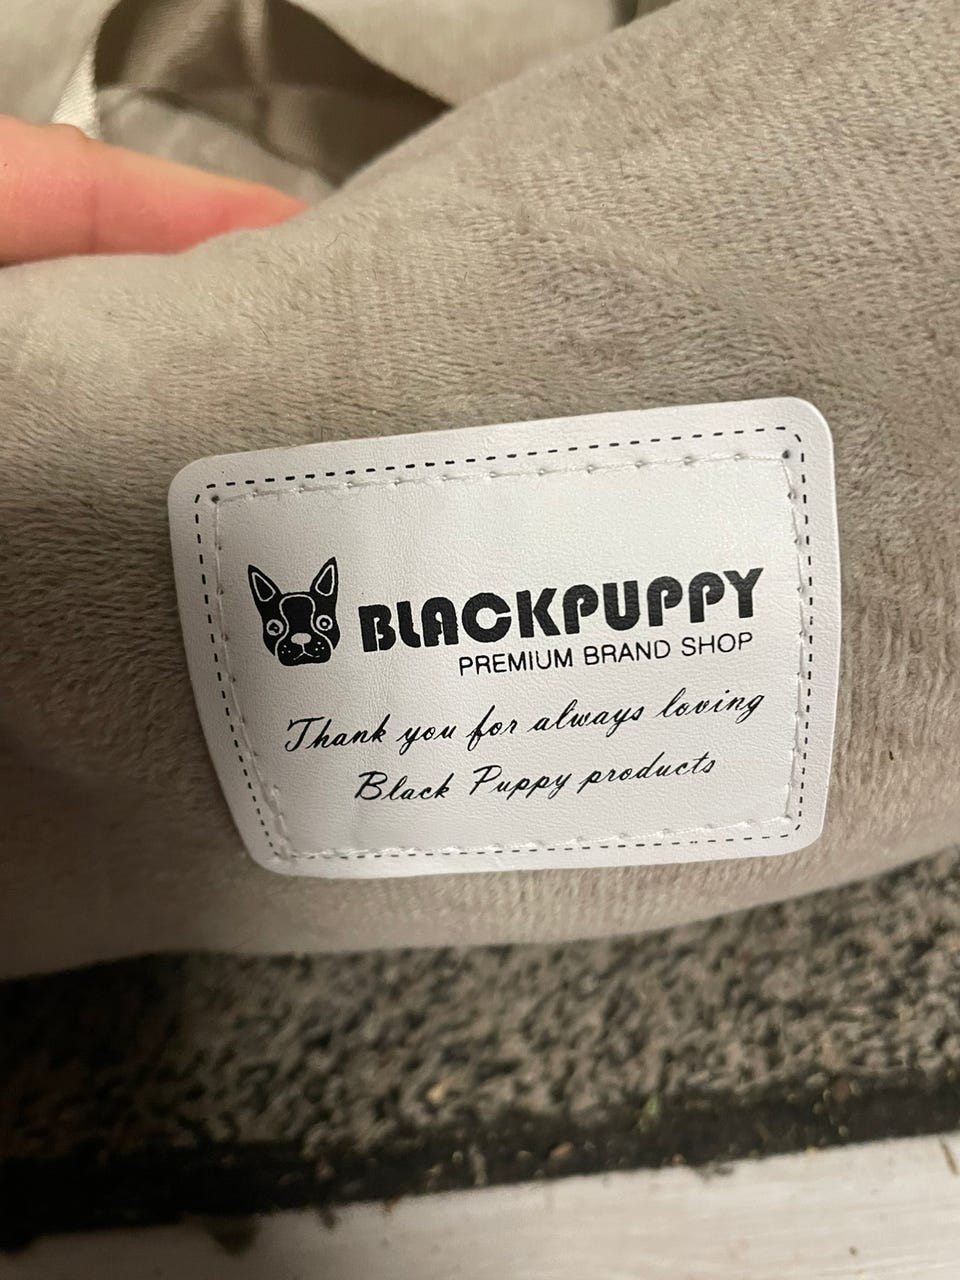 BLACKPUPPY
PREMIUM BRAND SHOP
Thank you for always loving
Black Puppy products